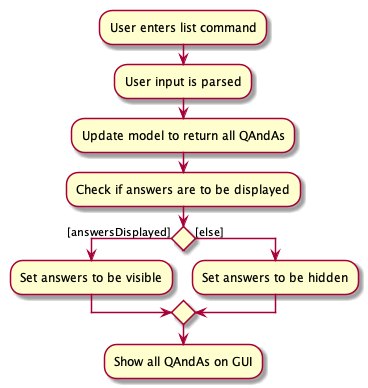 User enters list command
User input is parsed
Update model to return all QAndAs
Check if answers are to be displayed
[answersDisplayed] [else]
Set answers to be visible
Set answers to be hidden
Show all QAndAs on GUI